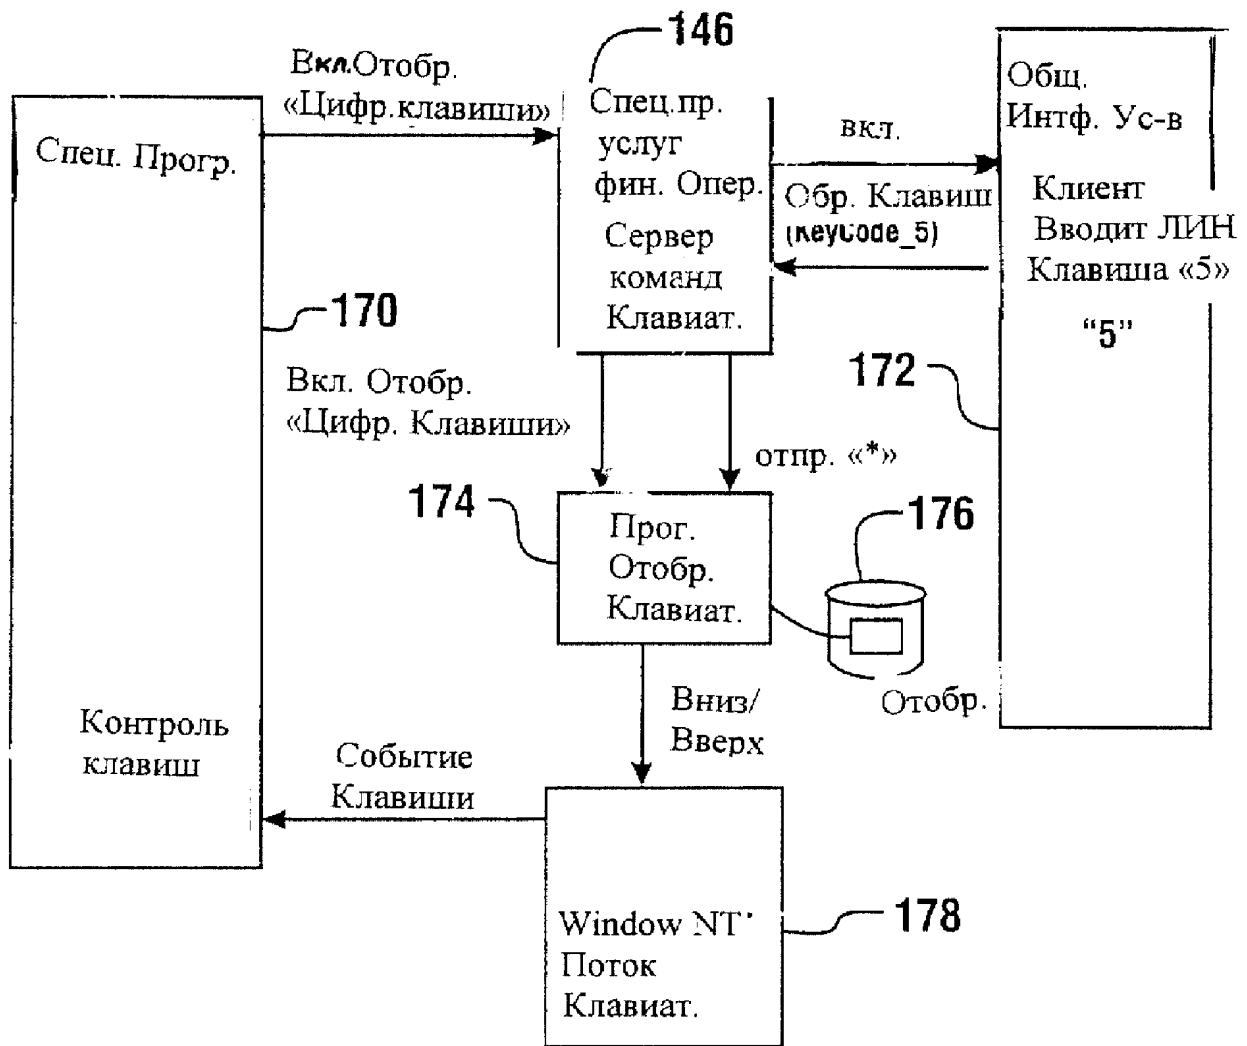 146
Вкл.Отобр.
«Цифр.клавиши»
Спец. Прогр.
Спец.пр.
услуг
фин. Опер.
Сервер
команд
Клавиат.
вкл.
Обр. Клавиш
(KeyCode_5)
Общ.
Интф. Ус-в
Клиент
Вводит ЛИН
Клавиша «5»
“5”
170
172
Вкл. Отобр.
«Цифр. Клавиши»
отпр. «*»
174
Прог.
Отобр.
Клавиат.
176
Отобр.
Вниз/
Вверх
Контроль
клавиш
Событие
Клавиши
Window NT'
Поток
Клавиат.
178